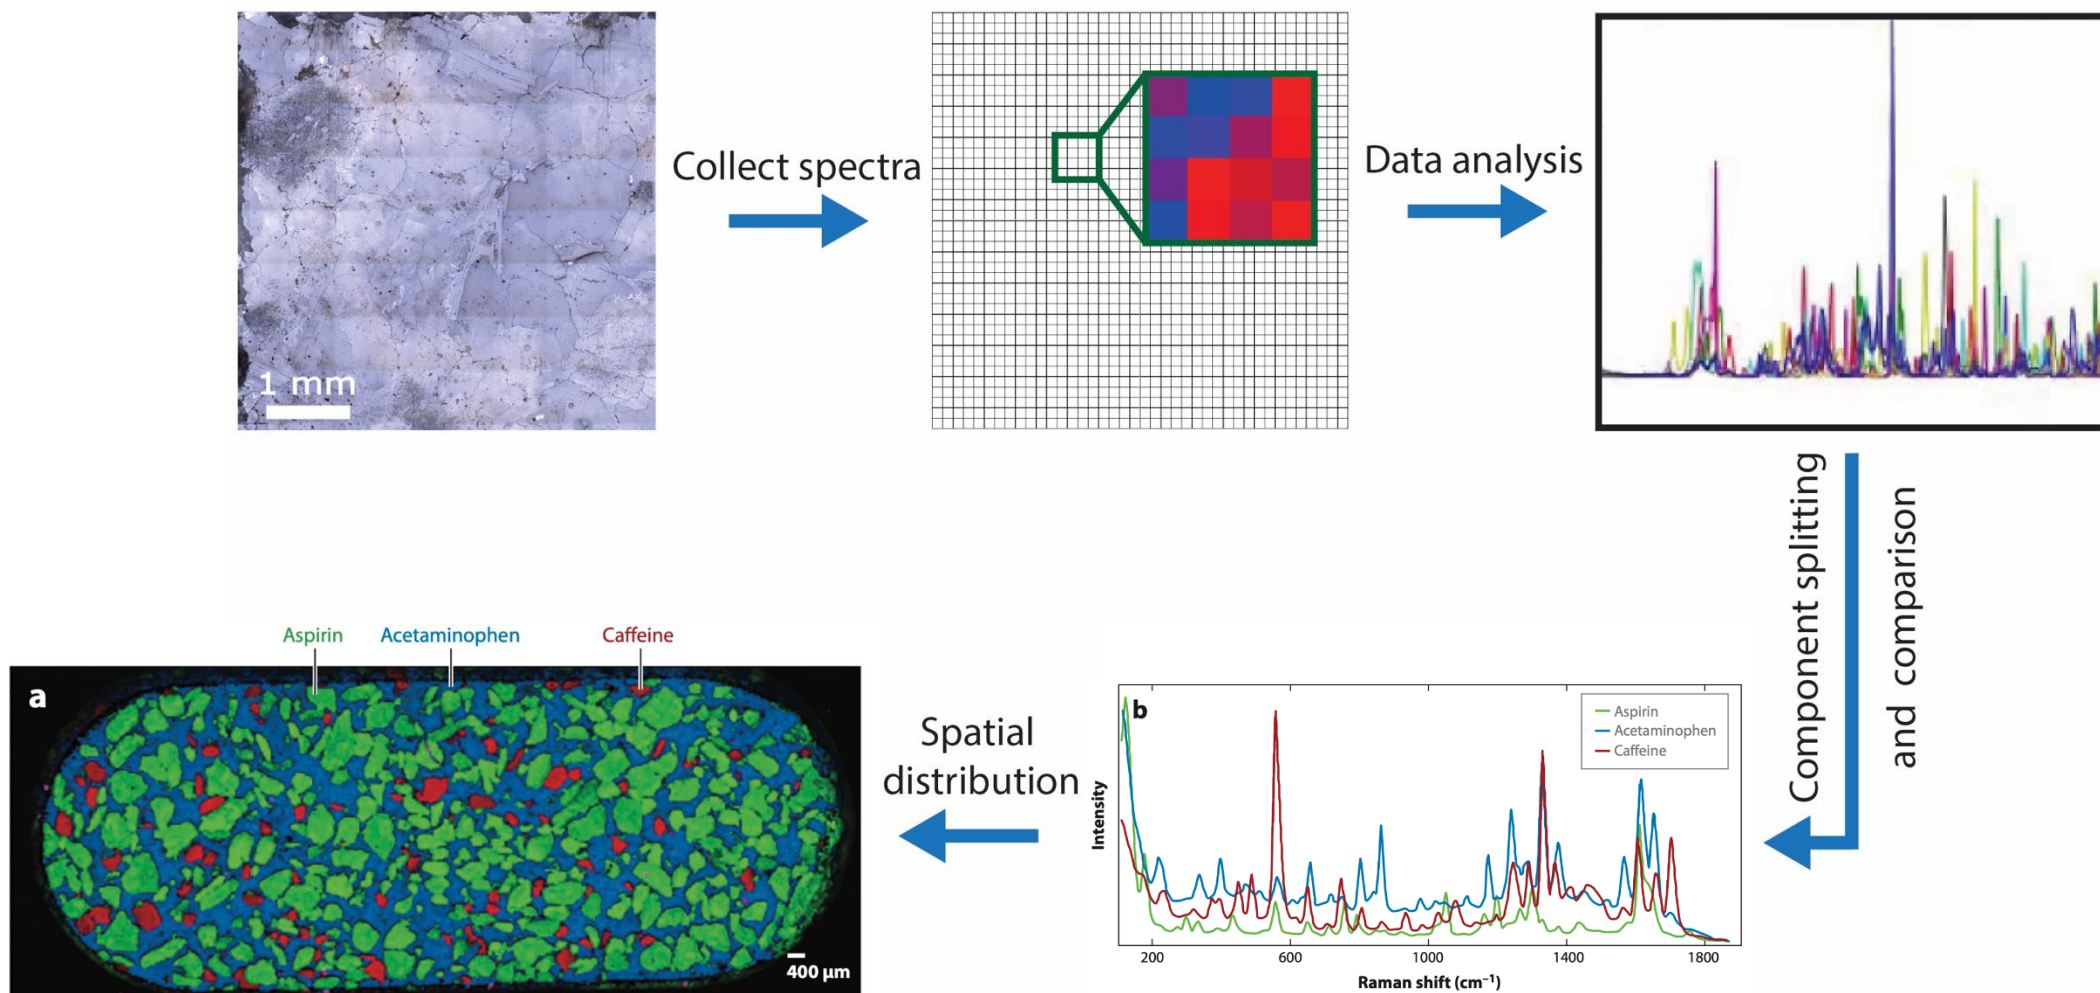 1 mm
Collect spectra
Data analysis
Component splitting
and comparison
Aspirin
Acetaminophen
Caffeine
a
400 µm
Spatial
distribution
b
Intensity
Aspirin
Acetaminophen
Caffeine
200
600
1000
1400
1800
Raman shift (cm⁻¹)